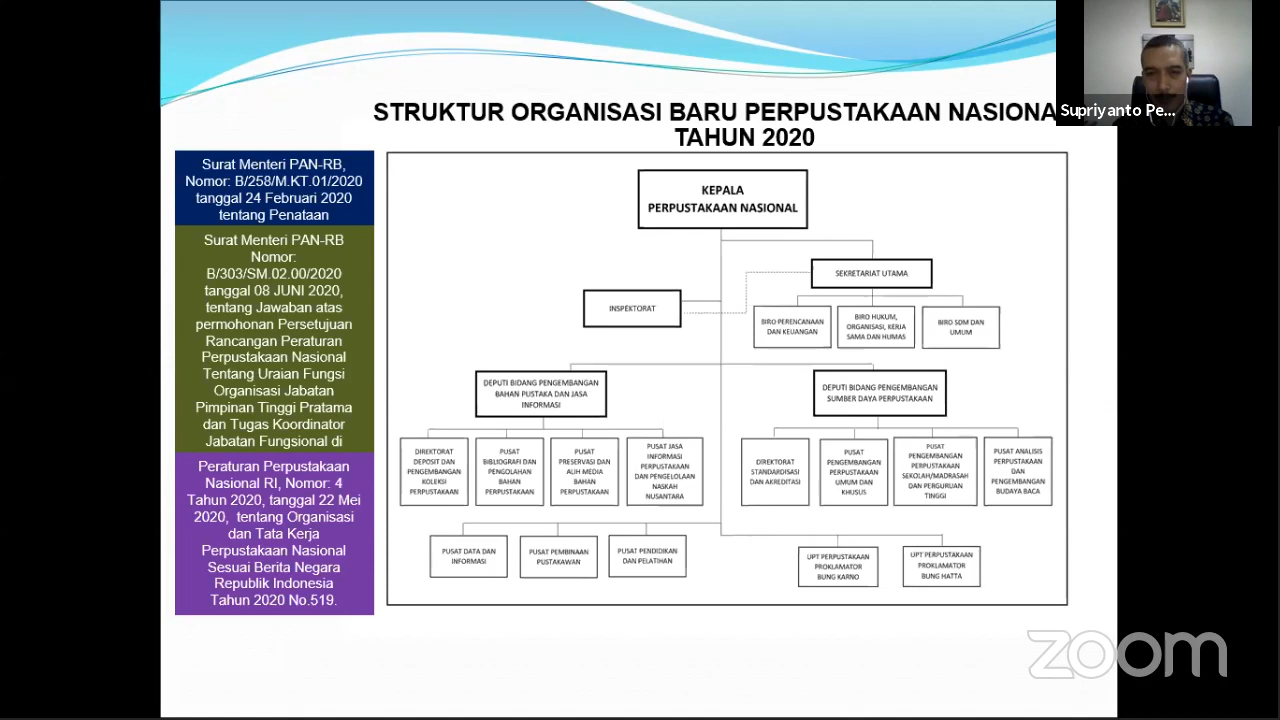 STRUKTUR ORGANISASI BARU PERPUSTAKAAN NASIONA
TAHUN 2020
Supriyanto Pe...
Surat Menteri PAN-RB,
Nomor: B/258/M.KT.01/2020
tanggal 24 Februari 2020
tentang Penataan
Surat Menteri PAN-RB
Nomor:
B/303/SM.02.00/2020
tanggal 08 JUNI 2020,
tentang Jawaban atas
permohonan Persetujuan
Rancangan Peraturan
Perpustakaan Nasional
Tentang Uraian Fungsi
Organisasi Jabatan
Pimpinan Tinggi Pratama
dan Tugas Koordinator
Jabatan Fungsional di
Peraturan Perpustakaan
Nasional RI, Nomor: 4
Tahun 2020, tanggal 22 Mei
2020, tentang Organisasi
dan Tata Kerja
Perpustakaan Nasional
Sesuai Berita Negara
Republik Indonesia
Tahun 2020 No.519.
KEPALA
PERPUSTAKAAN NASIONAL
SEKRETARIAT UTAMA
INSPEKTORAT
BIRO PERENCANAAN
DAN KEUANGAN
BIRO HUKUM,
ORGANISASI, KERJA
SAMA DAN HUMAS
BIRO SDM DAN
UMUM
DEPUTI BIDANG PENGEMBANGAN
BAHAN PUSTAKA DAN JASA
INFORMASI
DEPUTI BIDANG PENGEMBANGAN
SUMBER DAYA PERPUSTAKAAN
DIREKTORAT
DEPOSIT DAN
PENGEMBANGAN
KOLEKSI
PERPUSTAKAAN
PUSAT
BIBLIOGRAFI DAN
PENGOLAHAN
BAHAN
PERPUSTAKAAN
PUSAT
PRESERVASI DAN
ALIH MEDIA
BAHAN
PERPUSTAKAAN
PUSAT JASA
INFORMASI
PERPUSTAKAAN
DAN PENGELOLAAN
NASKAH
NUSANTARA
DIREKTORAT
STANDARDISASI
DAN AKREDITASI
PUSAT
PENGEMBANGAN
PERPUSTAKAAN
UMUM DAN
KHUSUS
PUSAT
PENGEMBANGAN
PERPUSTAKAAN
SEKOLAH/MADRASAH
DAN PERGURUAN
TINGGI
PUSAT ANALISIS
PERPUSTAKAAN
DAN
PENGEMBANGAN
BUDAYA BACA
PUSAT DATA DAN
INFORMASI
PUSAT PEMBINAAN
PUSTAKAWAN
PUSAT PENDIDIKAN
DAN PELATIHAN
UPT PERPUSTAKAAN
PROKLAMATOR
BUNG KARNO
UPT PERPUSTAKAAN
PROKLAMATOR
BUNG HATTA
zoom